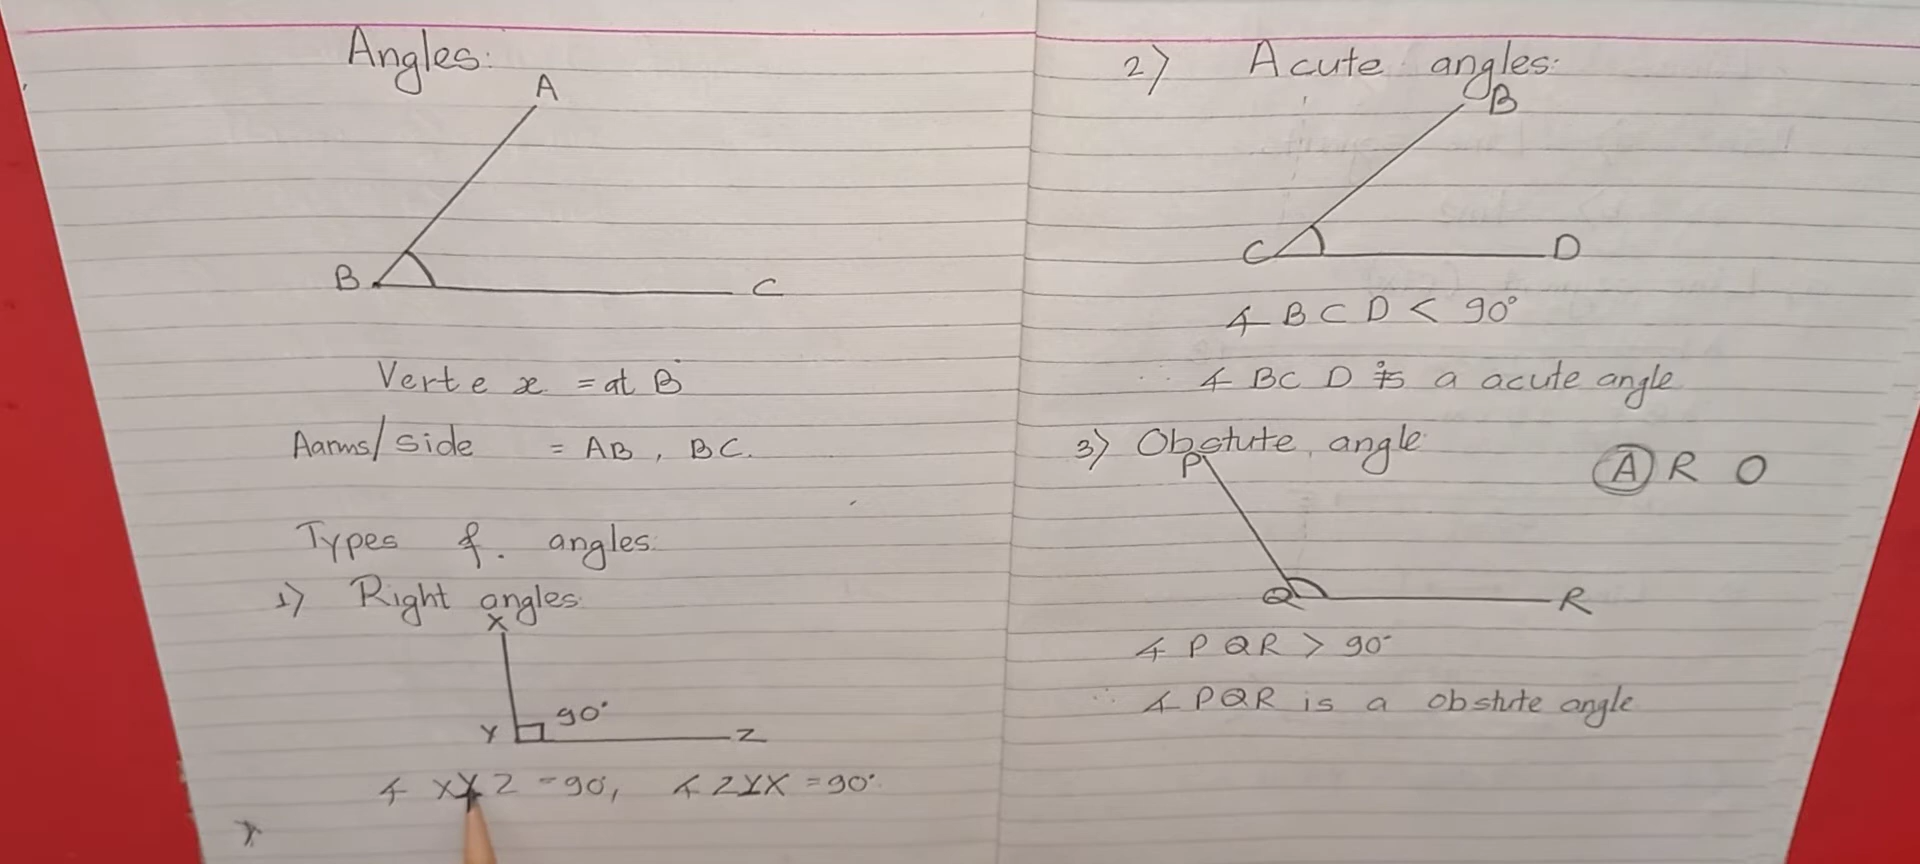 Angles:
A
B
C
Vertex = at B
Aarms/side = AB, BC.
Types of. angles:
1) Right angles:
X
90°
Y
Z
∡ XYZ = 90, ∡ ZYX = 90°
2) Acute angles:
B
C
D
∡ BCD < 90°
∴ ∡ BCD is a acute angle
3) Obstute angle
P
A R O
Q
R
∡ PQR > 90°
∴ ∡ PQR is a obstute angle